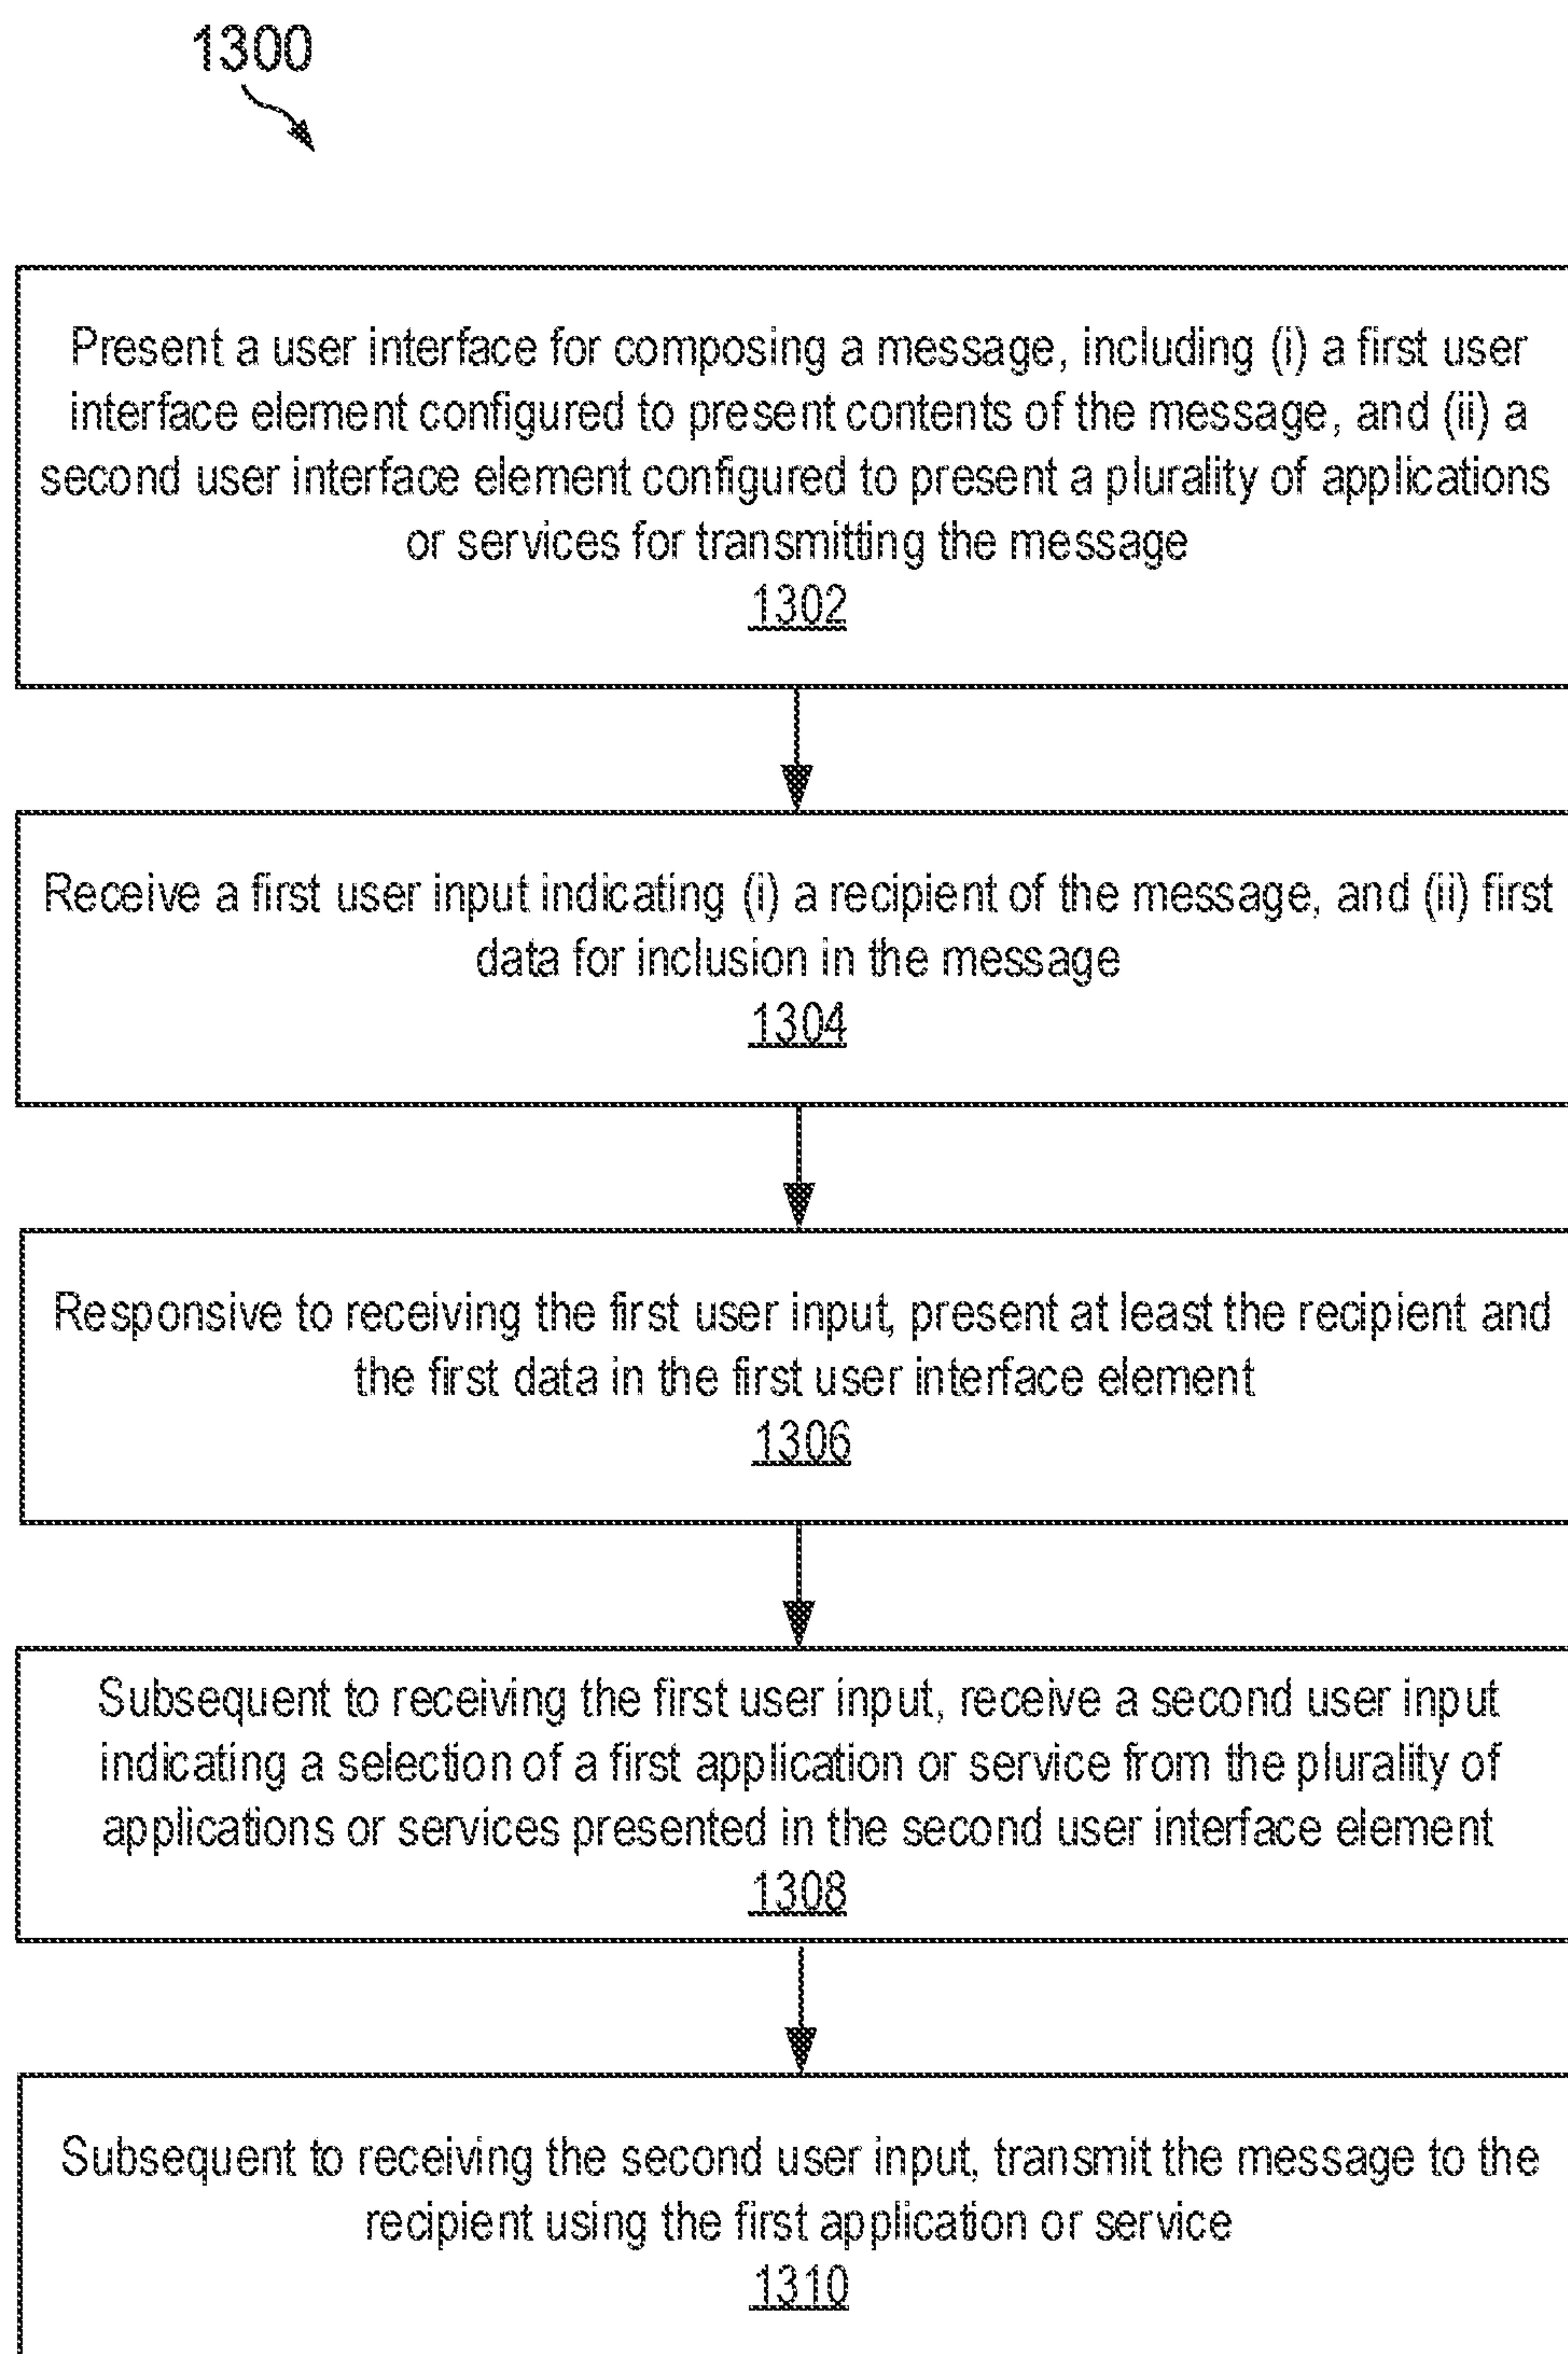 1300
Present a user interface for composing a message, including (i) a first user
interface element configured to present contents of the message, and (ii) a
second user interface element configured to present a plurality of applications
or services for transmitting the message
1302
Receive a first user input indicating (i) a recipient of the message, and (ii) first
data for inclusion in the message
1304
Responsive to receiving the first user input, present at least the recipient and
the first data in the first user interface element
1306
Subsequent to receiving the first user input, receive a second user input
indicating a selection of a first application or service from the plurality of
applications or services presented in the second user interface element
1308
Subsequent to receiving the second user input, transmit the message to the
recipient using the first application or service
1310